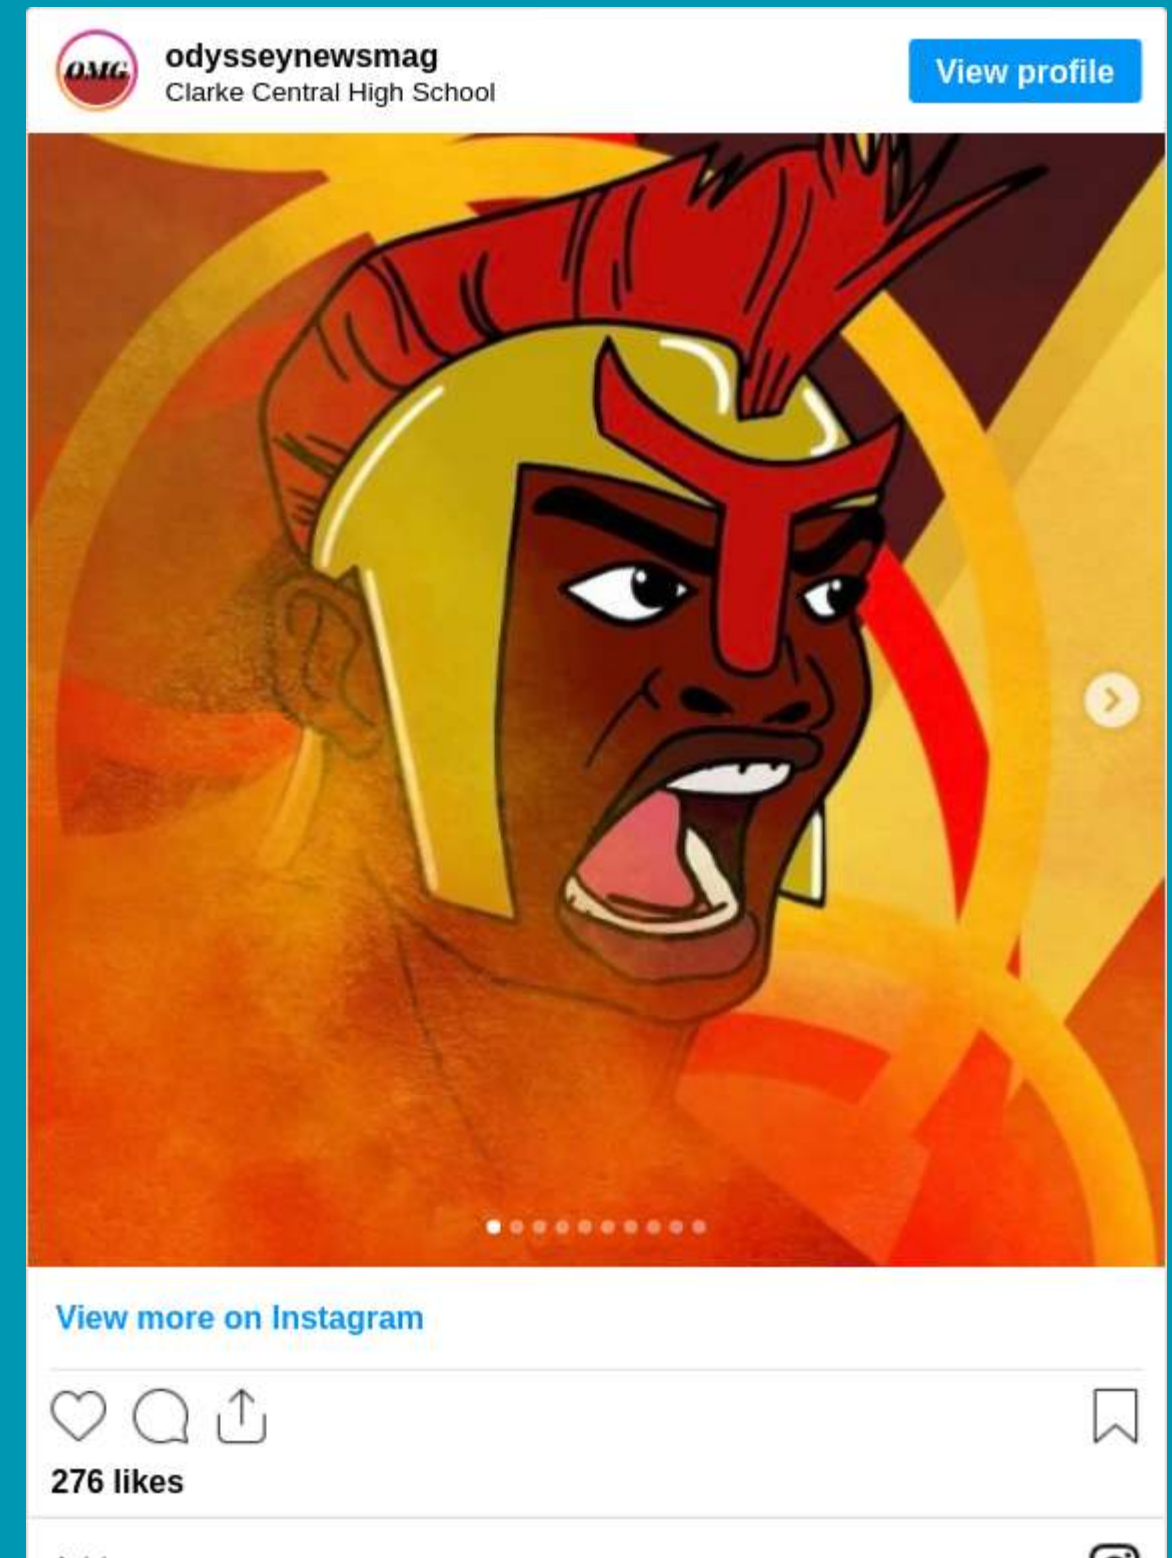 OMG
odysseynewsmag
Clarke Central High School
View profile
View more on Instagram
276 likes